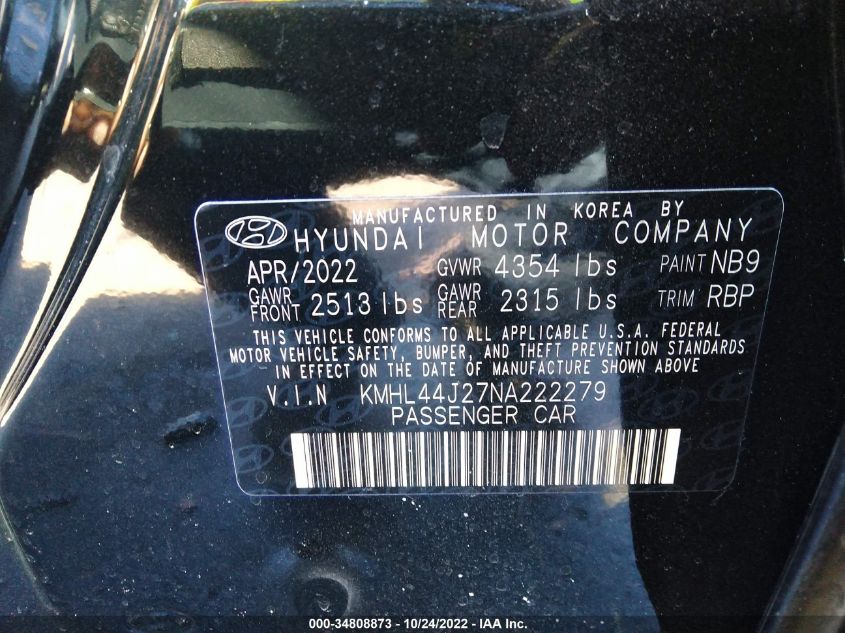 MANUFACTURED IN KOREA BY
HYUNDAI MOTOR COMPANY
APR/2022 GVWR 4354 lbs PAINT NB9
GAWR FRONT 2513 lbs GAWR REAR 2315 lbs TRIM RBP
THIS VEHICLE CONFORMS TO ALL APPLICABLE U.S.A. FEDERAL
MOTOR VEHICLE SAFETY, BUMPER, AND THEFT PREVENTION STANDARDS
IN EFFECT ON THE DATE OF MANUFACTURE SHOWN ABOVE
V.I.N KMHL44J27NA222279
PASSENGER CAR
000-34808873 - 10/24/2022 - IAA Inc.